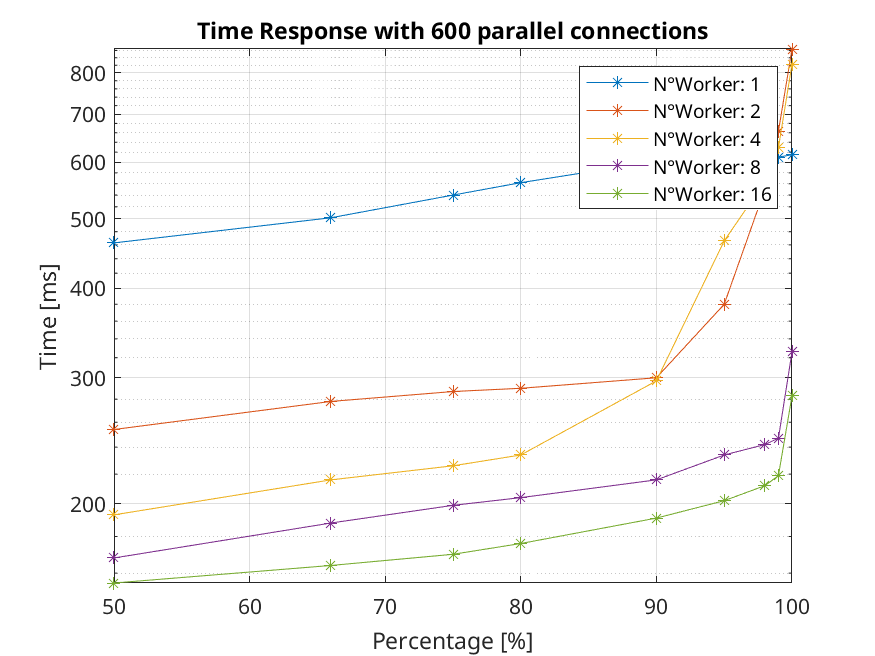 Time Response with 600 parallel connections
800
700
600
500
400
300
200
Time [ms]
N°Worker: 1
N°Worker: 2
N°Worker: 4
N°Worker: 8
N°Worker: 16
50 60 70 80 90 100
Percentage [%]